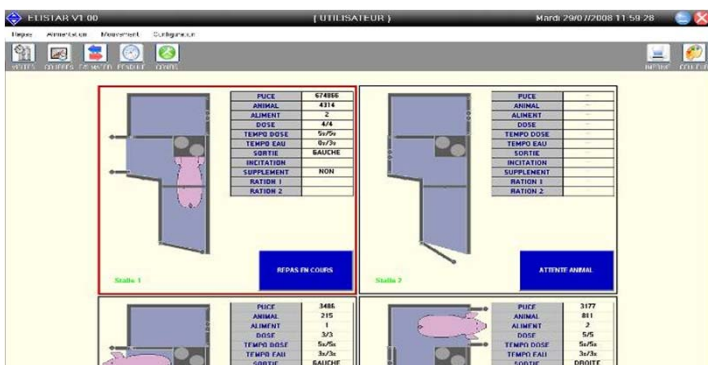 ELISTAR V1.00 [ UTILISATEUR ] Mardi 29/07/2008 11:59:28
Repas Alimentation Mouvement Configuration
COURBES PENDULE CONFIG COULEUR
PUCE 674866
ANIMAL 4314
ALIMENT 2
DOSE 4/4
TEMPO DOSE 5s/5s
TEMPO EAU 0s/3s
SORTIE GAUCHE
INCITATION
SUPPLEMENT NON
RATION 1
RATION 2
Stalle 1
REPAS EN COURS
PUCE --
ANIMAL --
ALIMENT --
DOSE --
TEMPO DOSE --
TEMPO EAU --
SORTIE --
INCITATION --
SUPPLEMENT --
RATION 1 --
RATION 2 --
Stalle 2
ATTENTE ANIMAL
PUCE 3486
ANIMAL 215
ALIMENT 1
DOSE 3/3
TEMPO DOSE 5s/5s
TEMPO EAU 3s/3s
SORTIE GAUCHE
PUCE 3177
ANIMAL 811
ALIMENT 2
DOSE 5/5
TEMPO DOSE 5s/5s
TEMPO EAU 3s/3s
SORTIE DROITE